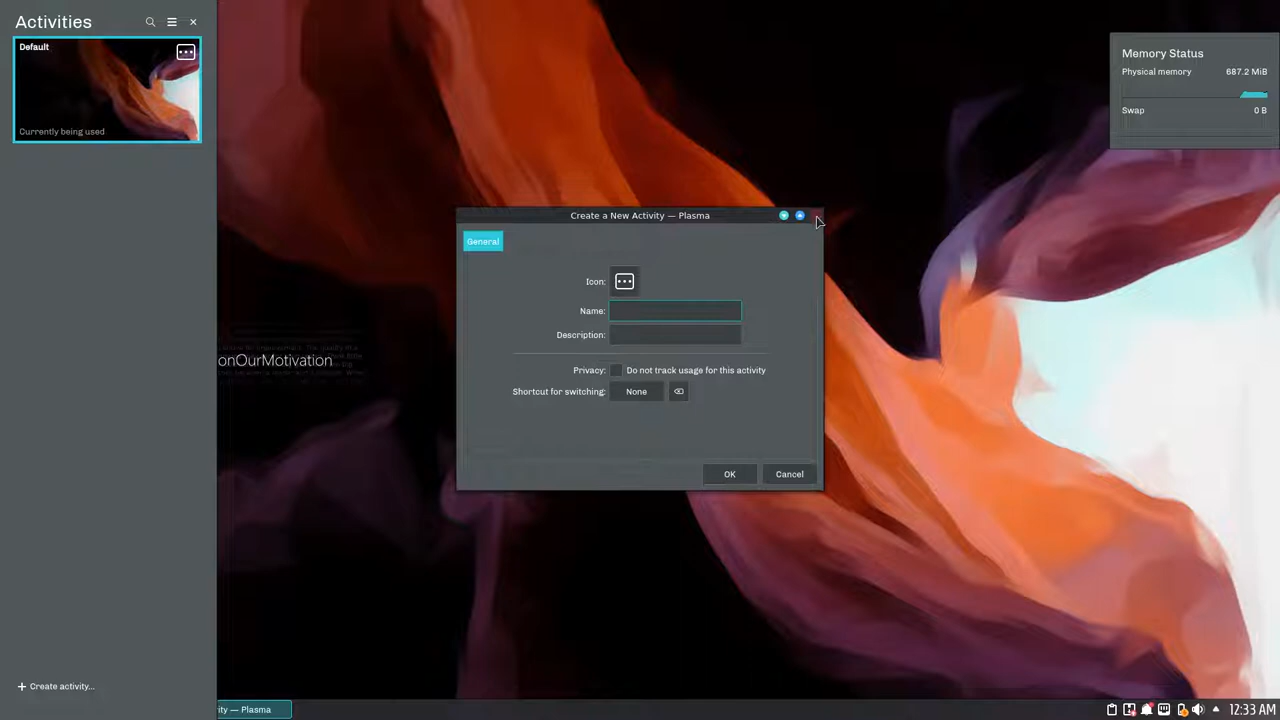 Activities
Default
Currently being used
Memory Status
Physical memory 687.2 MiB
Swap 0 B
Create a New Activity — Plasma
General
Icon:
Name:
Description:
Privacy: Do not track usage for this activity
Shortcut for switching: None
OK Cancel
onOurMotivation
Create activity...
ity — Plasma
12:33 AM